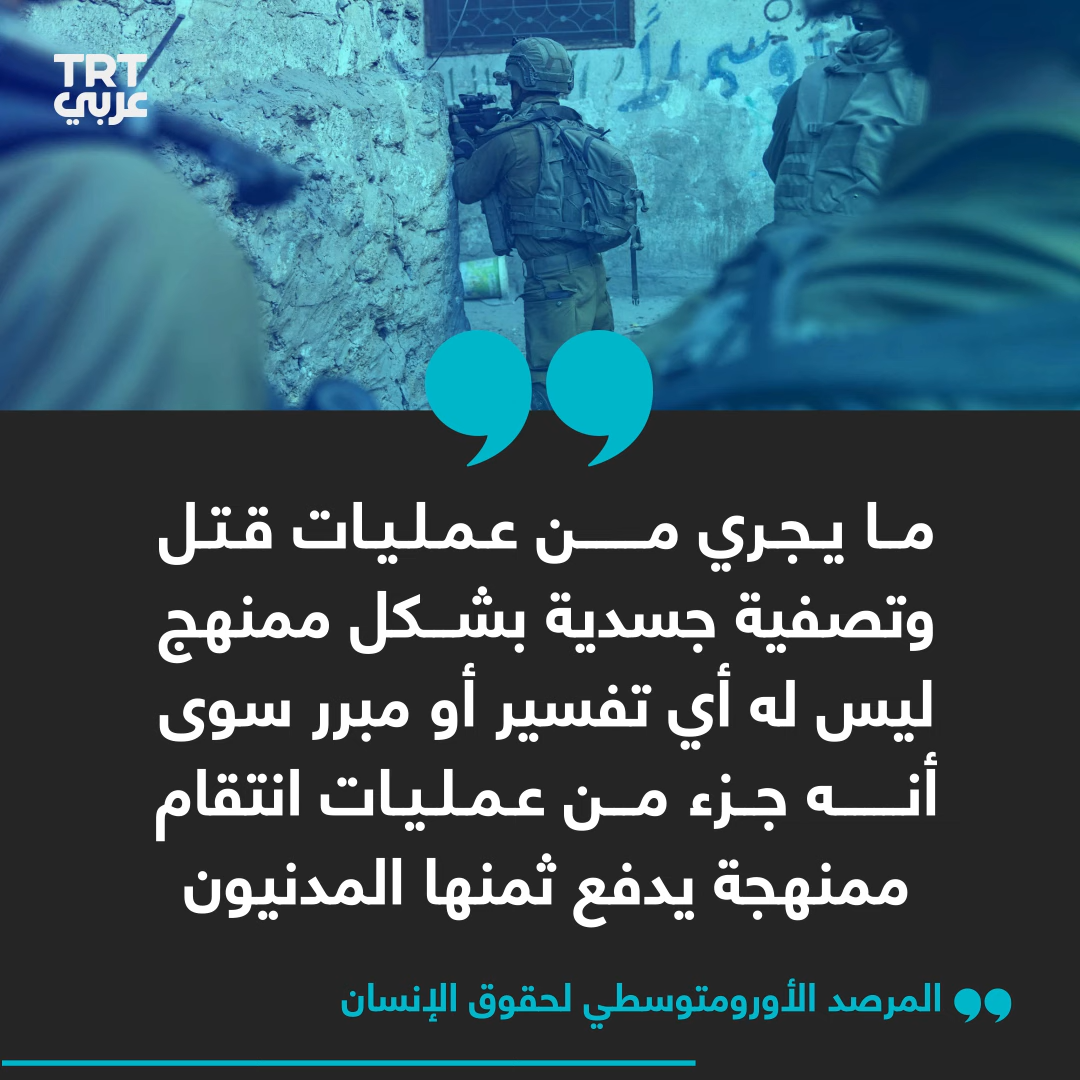 TRT
عربي
ما يجري من عمليات قتل
وتصفية جسدية بشكل ممنهج
ليس له أي تفسير أو مبرر سوى
أنه جزء من عمليات انتقام
ممنهجة يدفع ثمنها المدنيون
المرصد الأورومتوسطي لحقوق الإنسان